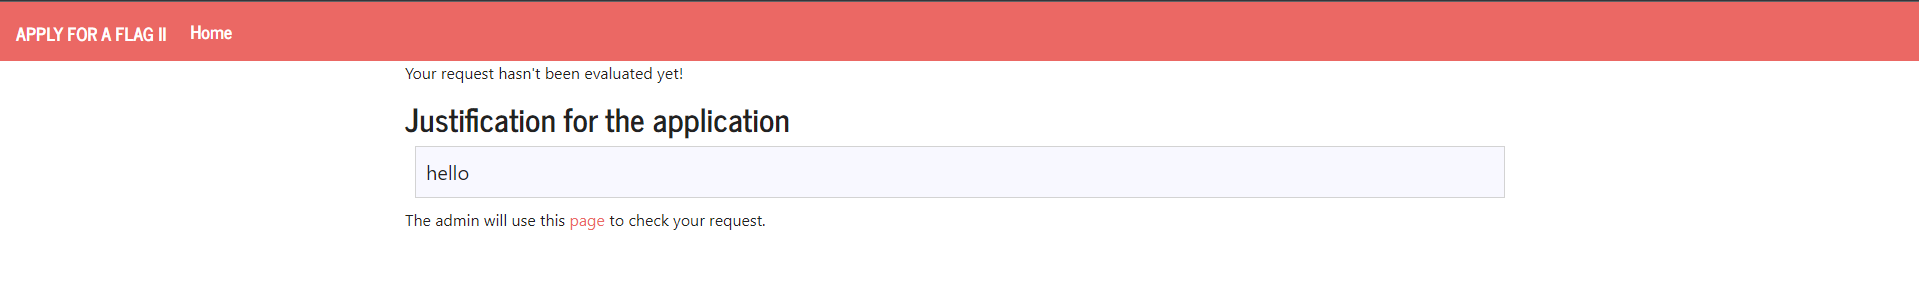 APPLY FOR A FLAG II Home
Your request hasn't been evaluated yet!
Justification for the application
hello
The admin will use this page to check your request.